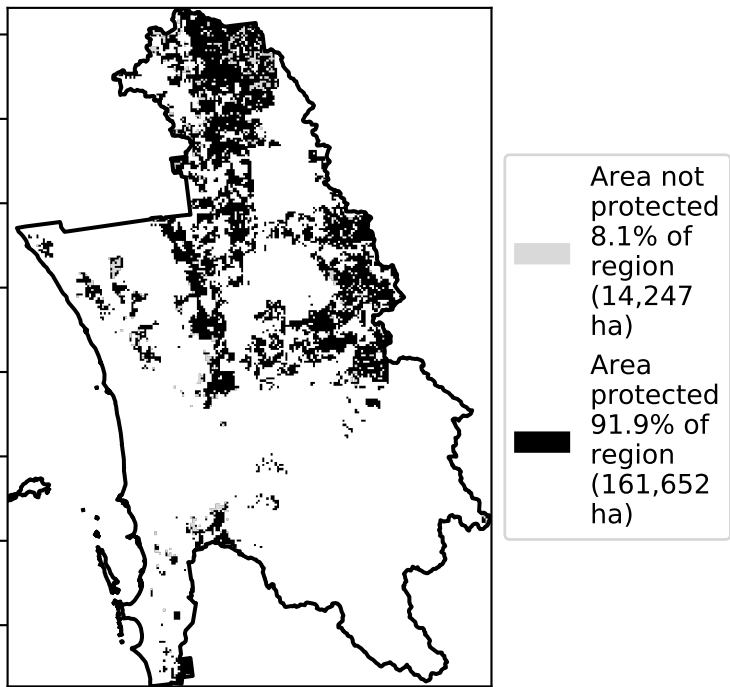 Area not
protected
8.1% of
region
(14,247
ha)
Area
protected
91.9% of
region
(161,652
ha)